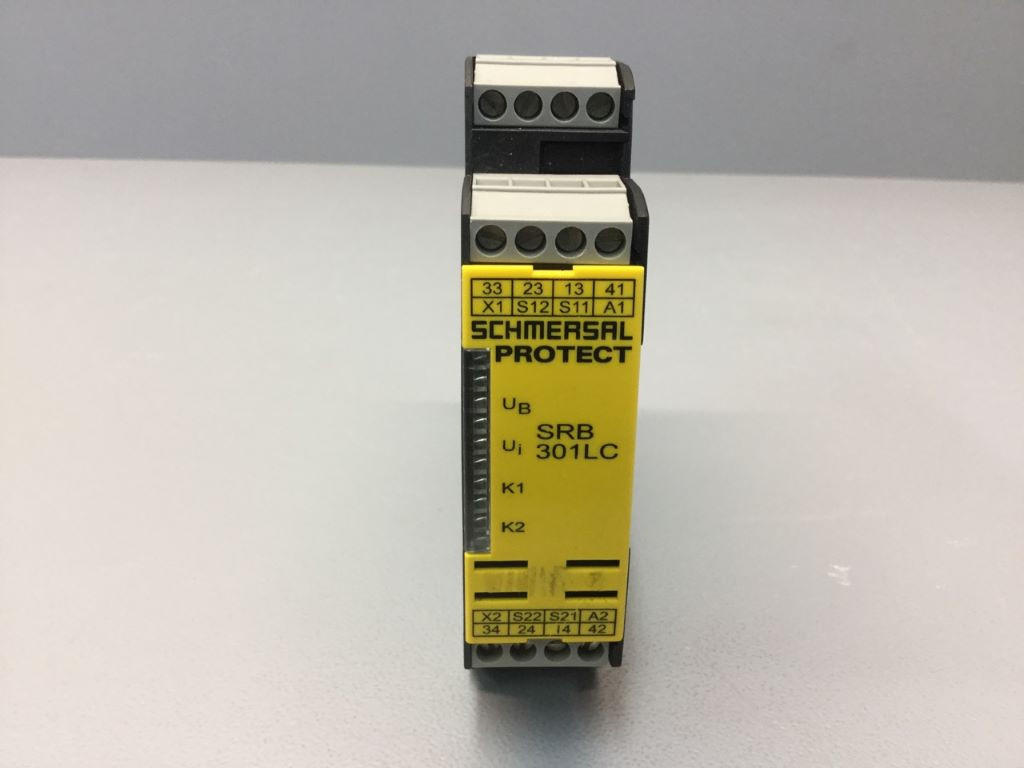 33 23 13 41
X1 S12 S11 A1
SCHMERSAL
PROTECT
UB
SRB
Ui 301LC
K1
K2
X2 S22 S21 A2
34 24 14 42